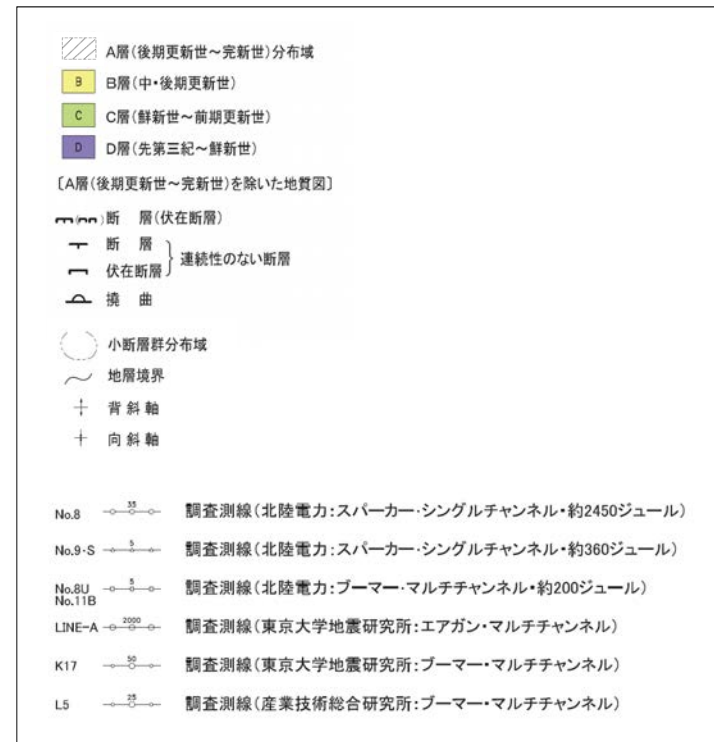 A層(後期更新世~完新世)分布域
B B層(中・後期更新世)
C C層(鮮新世~前期更新世)
D D層(先第三紀~鮮新世)
〔A層(後期更新世~完新世)を除いた地質図〕
断 層(伏在断層)
断 層
伏在断層
連続性のない断層
撓 曲
小断層群分布域
地層境界
背 斜 軸
向 斜 軸
No.8 35 調査測線(北陸電力:スパーカー・シングルチャンネル・約2450ジュール)
No.9・S 5 調査測線(北陸電力:スパーカー・シングルチャンネル・約360ジュール)
No.8U 5 調査測線(北陸電力:ブーマー・マルチチャンネル・約200ジュール)
No.11B
LINE-A 2000 調査測線(東京大学地震研究所:エアガン・マルチチャンネル)
K17 50 調査測線(東京大学地震研究所:ブーマー・マルチチャンネル)
L5 25 調査測線(産業技術総合研究所:ブーマー・マルチチャンネル)